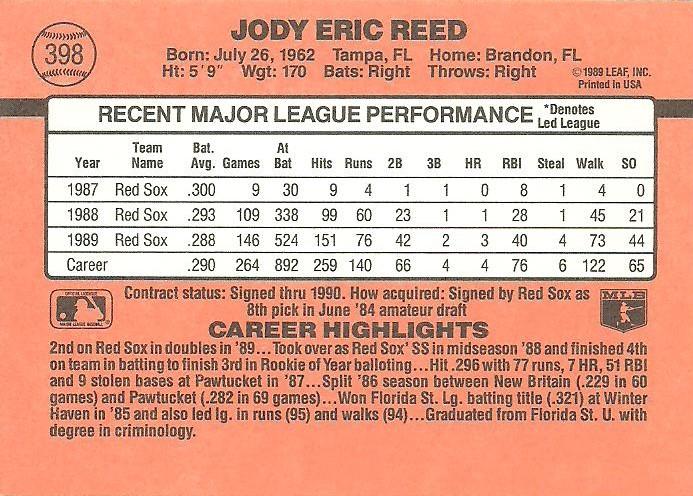 398
JODY ERIC REED
Born: July 26, 1962 Tampa, FL Home: Brandon, FL
Ht: 5'9" Wgt: 170 Bats: Right Throws: Right
©1989 LEAF, INC.
Printed in USA
RECENT MAJOR LEAGUE PERFORMANCE *Denotes Led League
Year Team Name Bat. Avg. Games At Bat Hits Runs 2B 3B HR RBI Steal Walk SO
1987 Red Sox .300 9 30 9 4 1 1 0 8 1 4 0
1988 Red Sox .293 109 338 99 60 23 1 1 28 1 45 21
1989 Red Sox .288 146 524 151 76 42 2 3 40 4 73 44
Career .290 264 892 259 140 66 4 4 76 6 122 65
Contract status: Signed thru 1990. How acquired: Signed by Red Sox as
8th pick in June '84 amateur draft
MLB
CAREER HIGHLIGHTS
2nd on Red Sox in doubles in '89...Took over as Red Sox' SS in midseason '88 and finished 4th
on team in batting to finish 3rd in Rookie of Year balloting...Hit .296 with 77 runs, 7 HR, 51 RBI
and 9 stolen bases at Pawtucket in '87...Split '86 season between New Britain (.229 in 60
games) and Pawtucket (.282 in 69 games)...Won Florida St. Lg. batting title (.321) at Winter
Haven in '85 and also led lg. in runs (95) and walks (94)...Graduated from Florida St. U. with
degree in criminology.